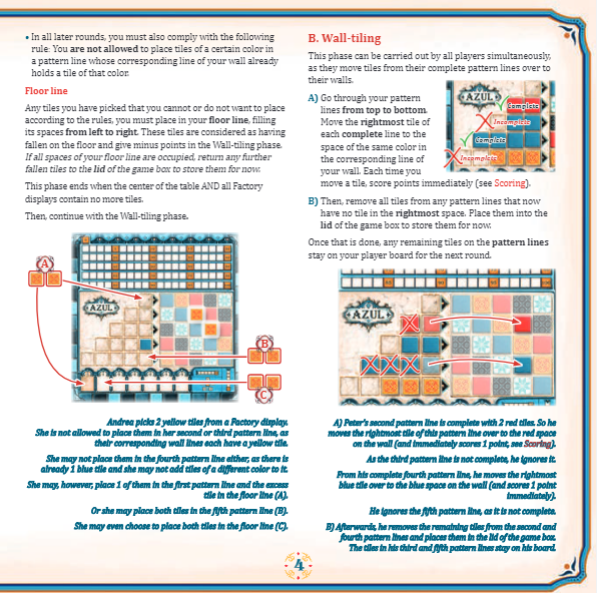 • In all later rounds, you must also comply with the following
rule: You are not allowed to place tiles of a certain color in
a pattern line whose corresponding line of your wall already
holds a tile of that color.
Floor line
Any tiles you have picked that you cannot or do not want to place
according to the rules, you must place in your floor line, filling
its spaces from left to right. These tiles are considered as having
fallen on the floor and give minus points in the Wall-tiling phase.
If all spaces of your floor line are occupied, return any further
fallen tiles to the lid of the game box to store them for now.
This phase ends when the center of the table AND all Factory
displays contain no more tiles.
Then, continue with the Wall-tiling phase.
A
AZUL
B
C
Andrea picks 2 yellow tiles from a Factory display.
She is not allowed to place them in her second or third pattern line, as
their corresponding wall lines each have a yellow tile.
She may not place them in the fourth pattern line either, as there is
already 1 blue tile and she may not add tiles of a different color to it.
She may, however, place 1 of them in the first pattern line and the excess
tile in the floor line (A).
Or she may place both tiles in the fifth pattern line (B).
She may even choose to place both tiles in the floor line (C).
B. Wall-tiling
This phase can be carried out by all players simultaneously,
as they move tiles from their complete pattern lines over to
their walls.
A) Go through your pattern
lines from top to bottom.
Move the rightmost tile of
each complete line to the
space of the same color in
the corresponding line of
your wall. Each time you
move a tile, score points immediately (see Scoring).
AZUL
Complete
Incomplete
Complete
Incomplete
B) Then, remove all tiles from any pattern lines that now
have no tile in the rightmost space. Place them into the
lid of the game box to store them for now.
Once that is done, any remaining tiles on the pattern lines
stay on your player board for the next round.
AZUL
A) Peter's second pattern line is complete with 2 red tiles. So he
moves the rightmost tile of this pattern line over to the red space
on the wall (and immediately scores 1 point, see Scoring).
As the third pattern line is not complete, he ignores it.
From his complete fourth pattern line, he moves the rightmost
blue tile over to the blue space on the wall (and scores 1 point
immediately).
He ignores the fifth pattern line, as it is not complete.
B) Afterwards, he removes the remaining tiles from the second and
fourth pattern lines and places them in the lid of the game box.
The tiles in his third and fifth pattern lines stay on his board.
4